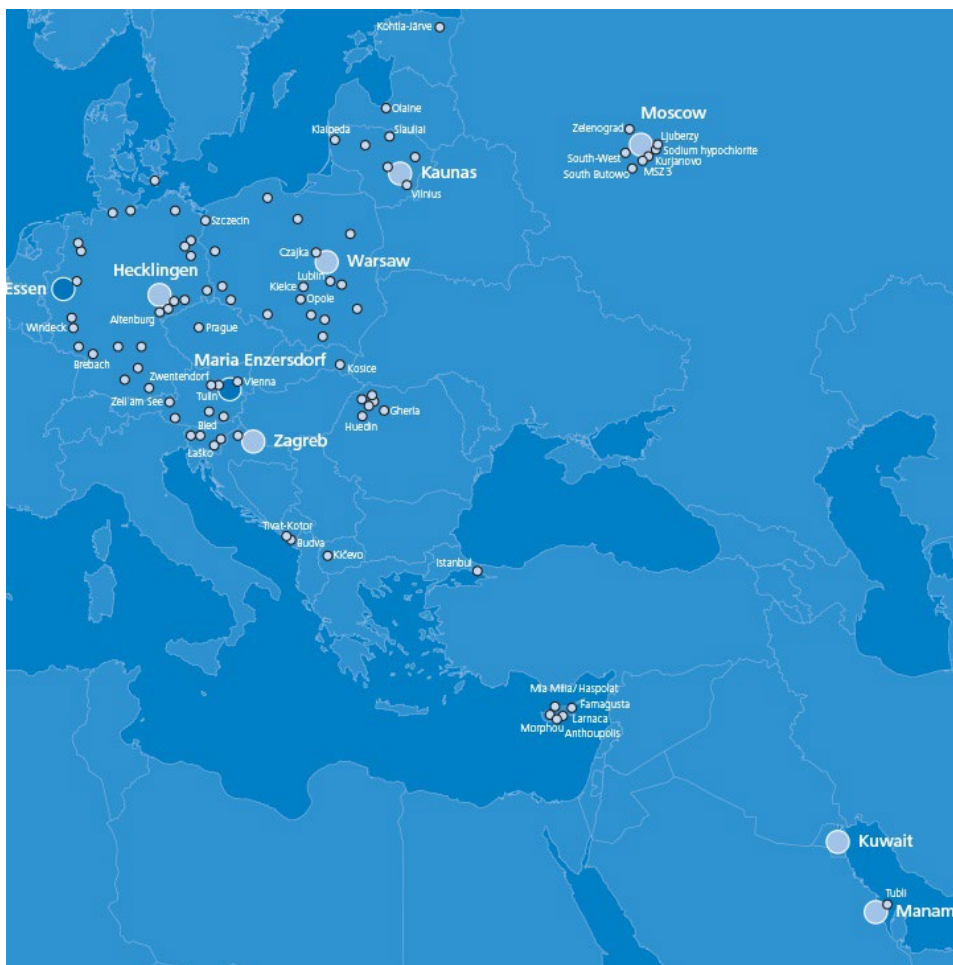 Kohtla-Järve
Olaine
Klaipeda
Siauliai
Kaunas
Vilnius
Moscow
Zelenograd
Ljuberzy
Sodium hypochlorite
South-West
Kurjanovo
South Butowo
MSZ 3
Szczecin
Czajka
Warsaw
Hecklingen
Lublin
Essen
Kielce
Opole
Altenburg
Windeck
Prague
Maria Enzersdorf
Brebach
Kosice
Zwentendorf
Vienna
Tulln
Zell am See
Gherla
Bled
Huedin
Zagreb
Laško
Tivat-Kotor
Budva
Kičevo
Istanbul
Mia Milia/ Haspolat
Famagusta
Larnaca
Morphou
Anthoupolis
Kuwait
Tubli
Manam